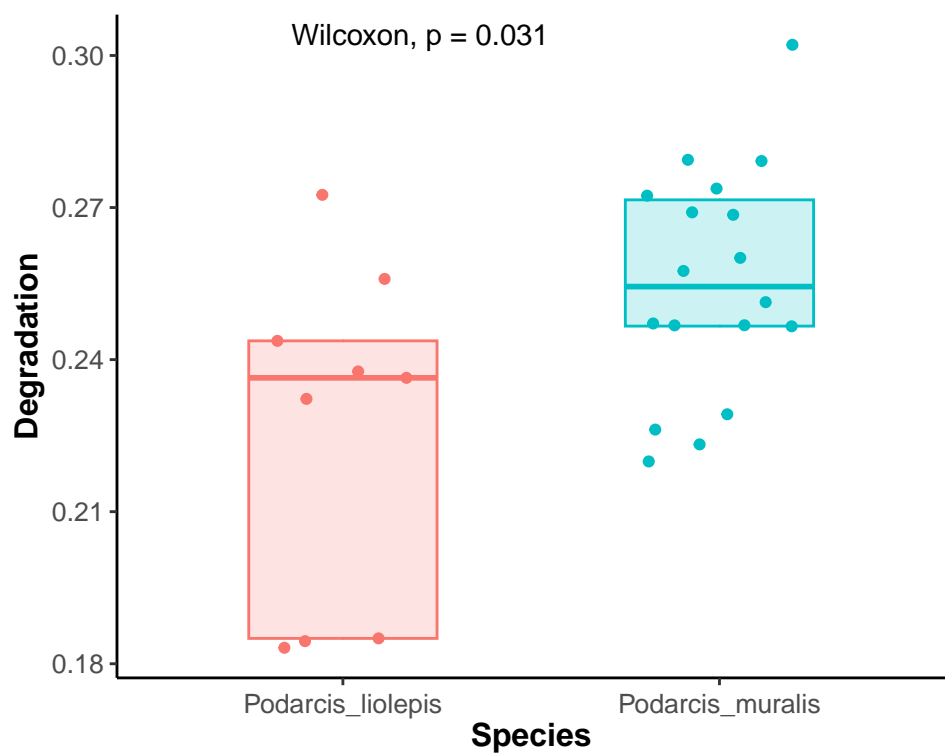 Wilcoxon, p = 0.031
0.30
0.27
0.24
0.21
0.18
Degradation
Podarcis_liolepis
Podarcis_muralis
Species